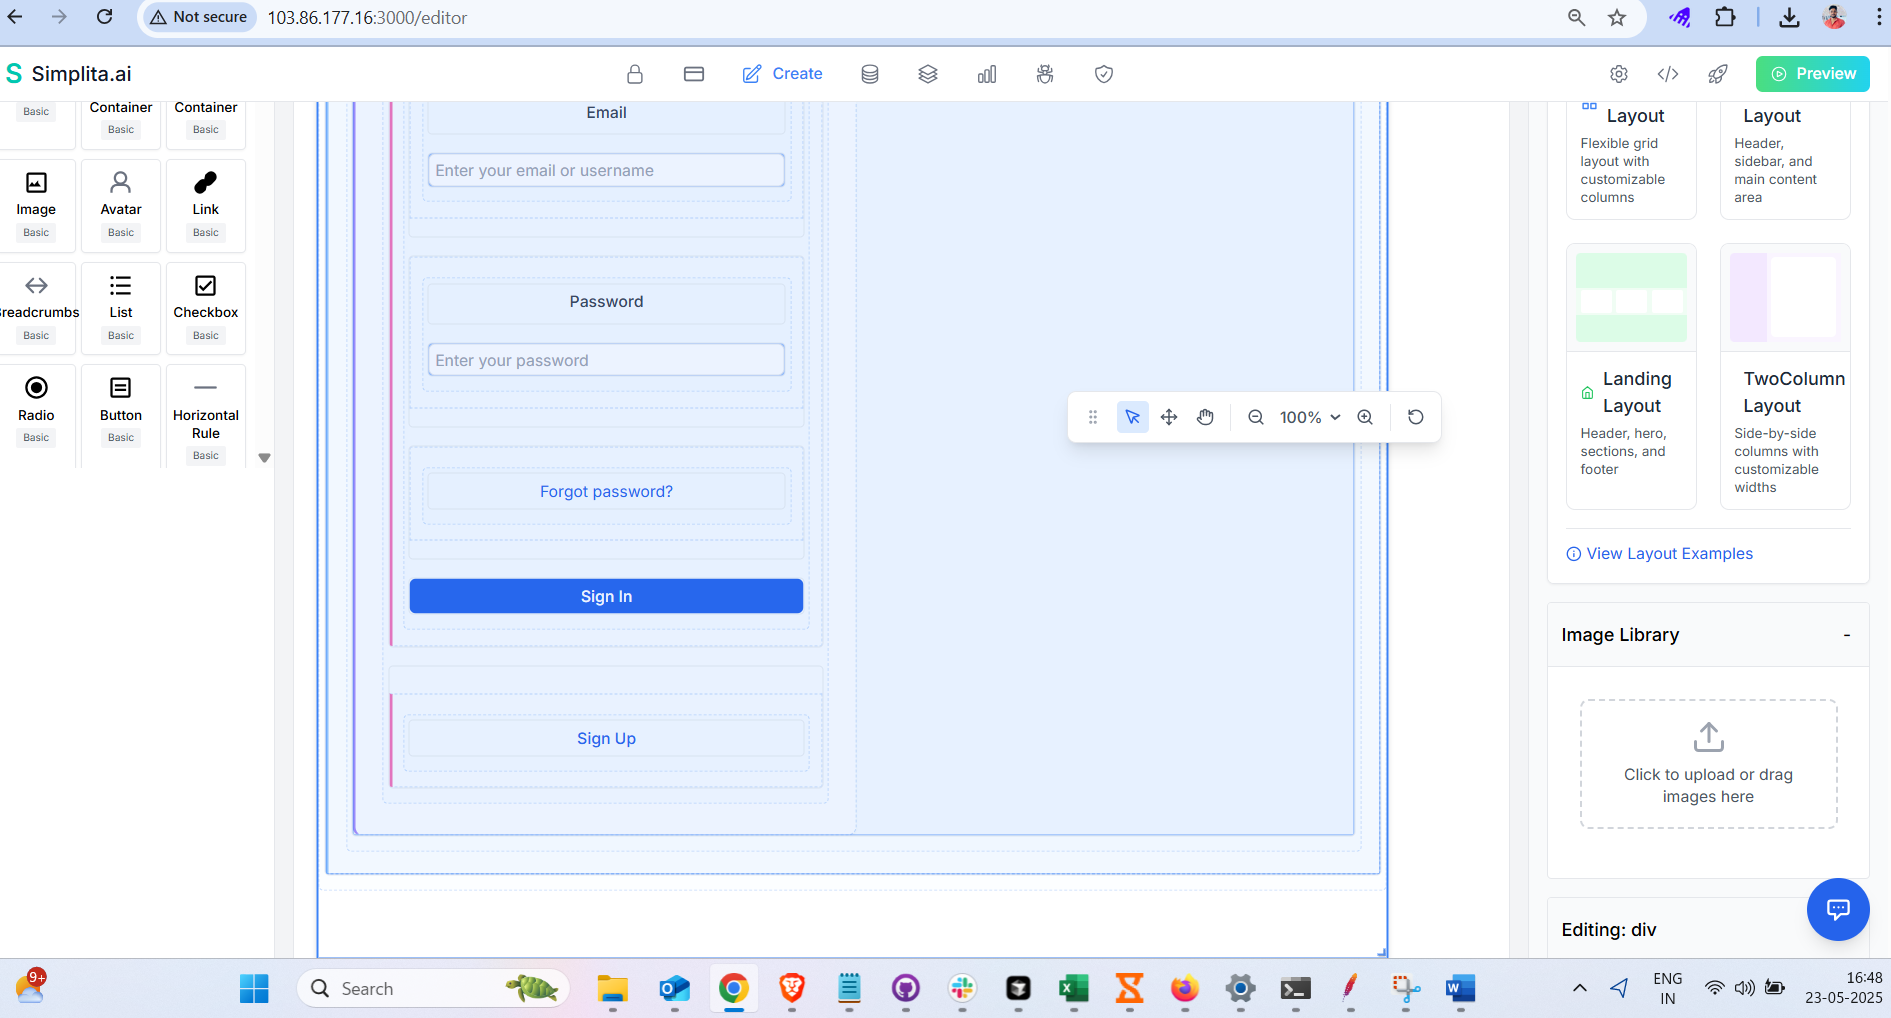 Not secure
103.86.177.16:3000/editor
Simplita.ai
Create
Preview
Basic
Container
Basic
Container
Basic
Image
Basic
Avatar
Basic
Link
Basic
readcrumbs
Basic
List
Basic
Checkbox
Basic
Radio
Basic
Button
Basic
Horizontal
Rule
Basic
Email
Enter your email or username
Password
Enter your password
Forgot password?
Sign In
Sign Up
100%
Layout
Flexible grid
layout with
customizable
columns
Layout
Header,
sidebar, and
main content
area
Landing
Layout
Header, hero,
sections, and
footer
TwoColumn
Layout
Side-by-side
columns with
customizable
widths
View Layout Examples
Image Library
-
Click to upload or drag
images here
Editing: div
9+
Search
ENG
IN
16:48
23-05-2025